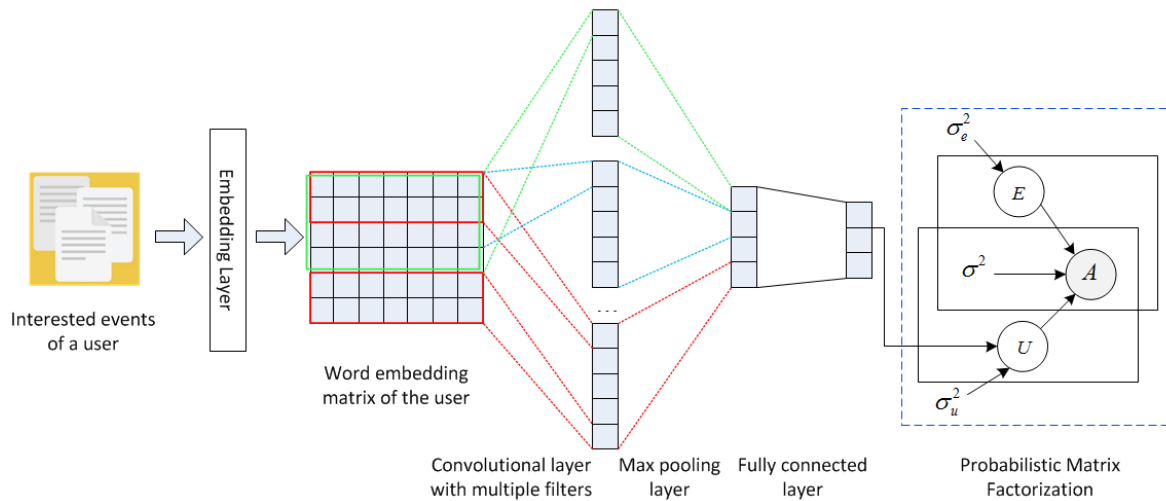 Interested events
of a user
Embedding Layer
Word embedding
matrix of the user
Convolutional layer
with multiple filters
...
Max pooling
layer
Fully connected
layer
σ_e^2
E
σ^2
A
U
σ_u^2
Probabilistic Matrix
Factorization